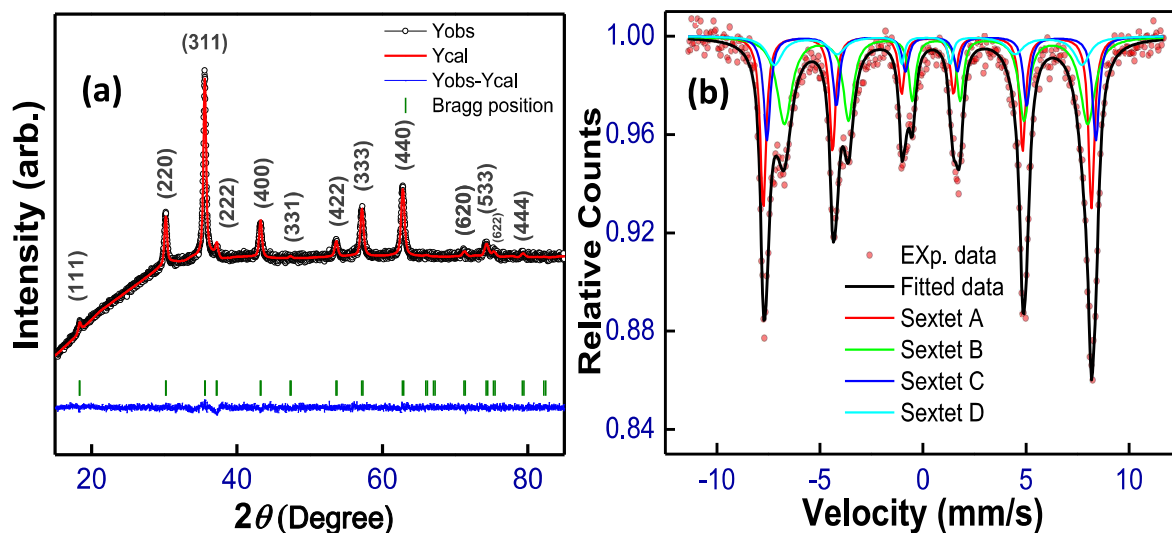 (a)
Yobs
Ycal
Yobs-Ycal
Bragg position
(111)
(220)
(311)
(222)
(400)
(331)
(422)
(333)
(440)
(620)
(533)
(622)
(444)
Intensity (arb.)
20
40
60
80
2θ (Degree)
(b)
1.00
0.96
0.92
0.88
0.84
Relative Counts
EXp. data
Fitted data
Sextet A
Sextet B
Sextet C
Sextet D
-10
-5
0
5
10
Velocity (mm/s)